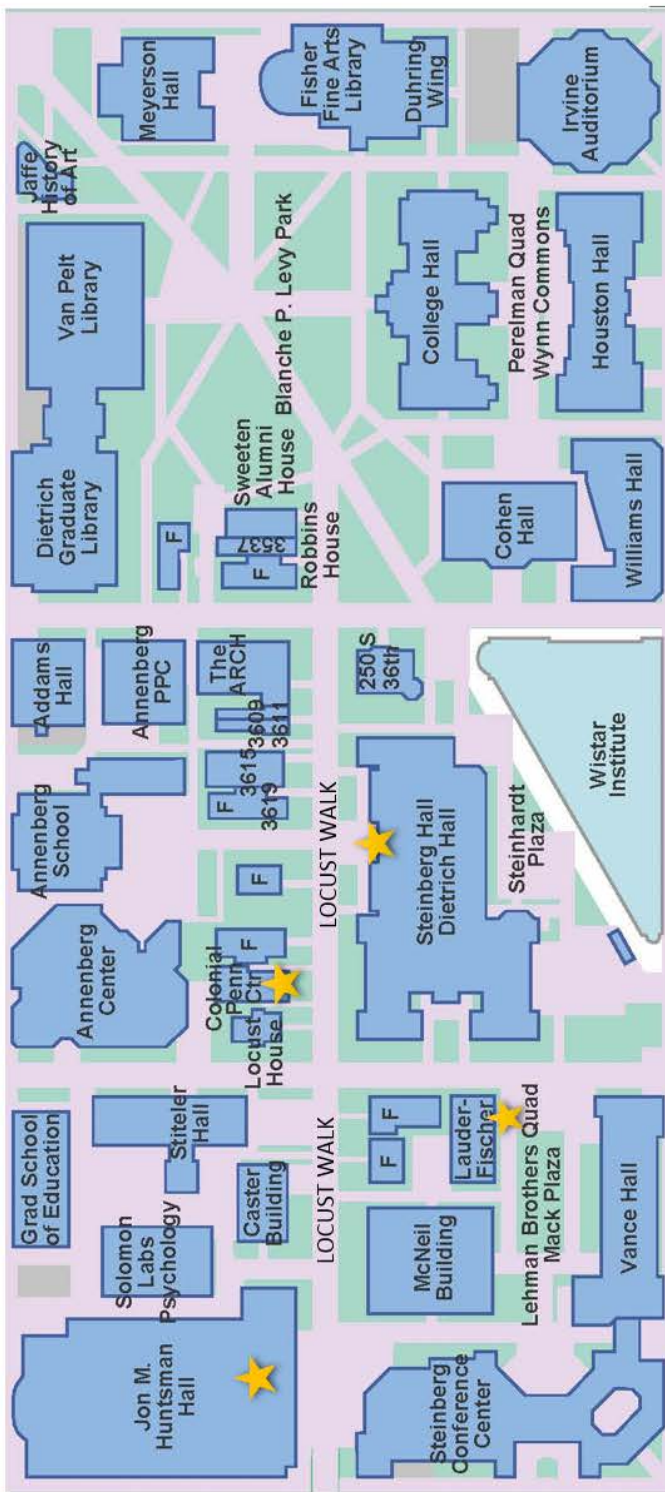 Jon M.
Huntsman
Hall
Grad School
of Education
Solomon
Labs
Psychology
Stiteler
Hall
Caster
Building
Annenberg
Center
Locust
House
Colonial
Penn
Ctr
F
F
Annenberg
School
3619
F
3615
3611
3609
The
ARCH
Annenberg
PPC
Addams
Hall
Dietrich
Graduate
Library
Van Pelt
Library
Jaffe
History
of Art
Meyerson
Hall
F
F
3537
Sweeten
Alumni
House
Robbins
House
Blanche P. Levy Park
Fisher
Fine Arts
Library
Duhring
Wing
LOCUST WALK
LOCUST WALK
LOCUST WALK
Steinberg
Conference
Center
McNeil
Building
F
F
Lauder-
Fischer
Lehman Brothers Quad
Mack Plaza
Vance Hall
Steinberg Hall
Dietrich Hall
Steinhardt
Plaza
250 S
36th
Wistar
Institute
Cohen
Hall
Williams Hall
College Hall
Perelman Quad
Wynn Commons
Houston Hall
Irvine
Auditorium